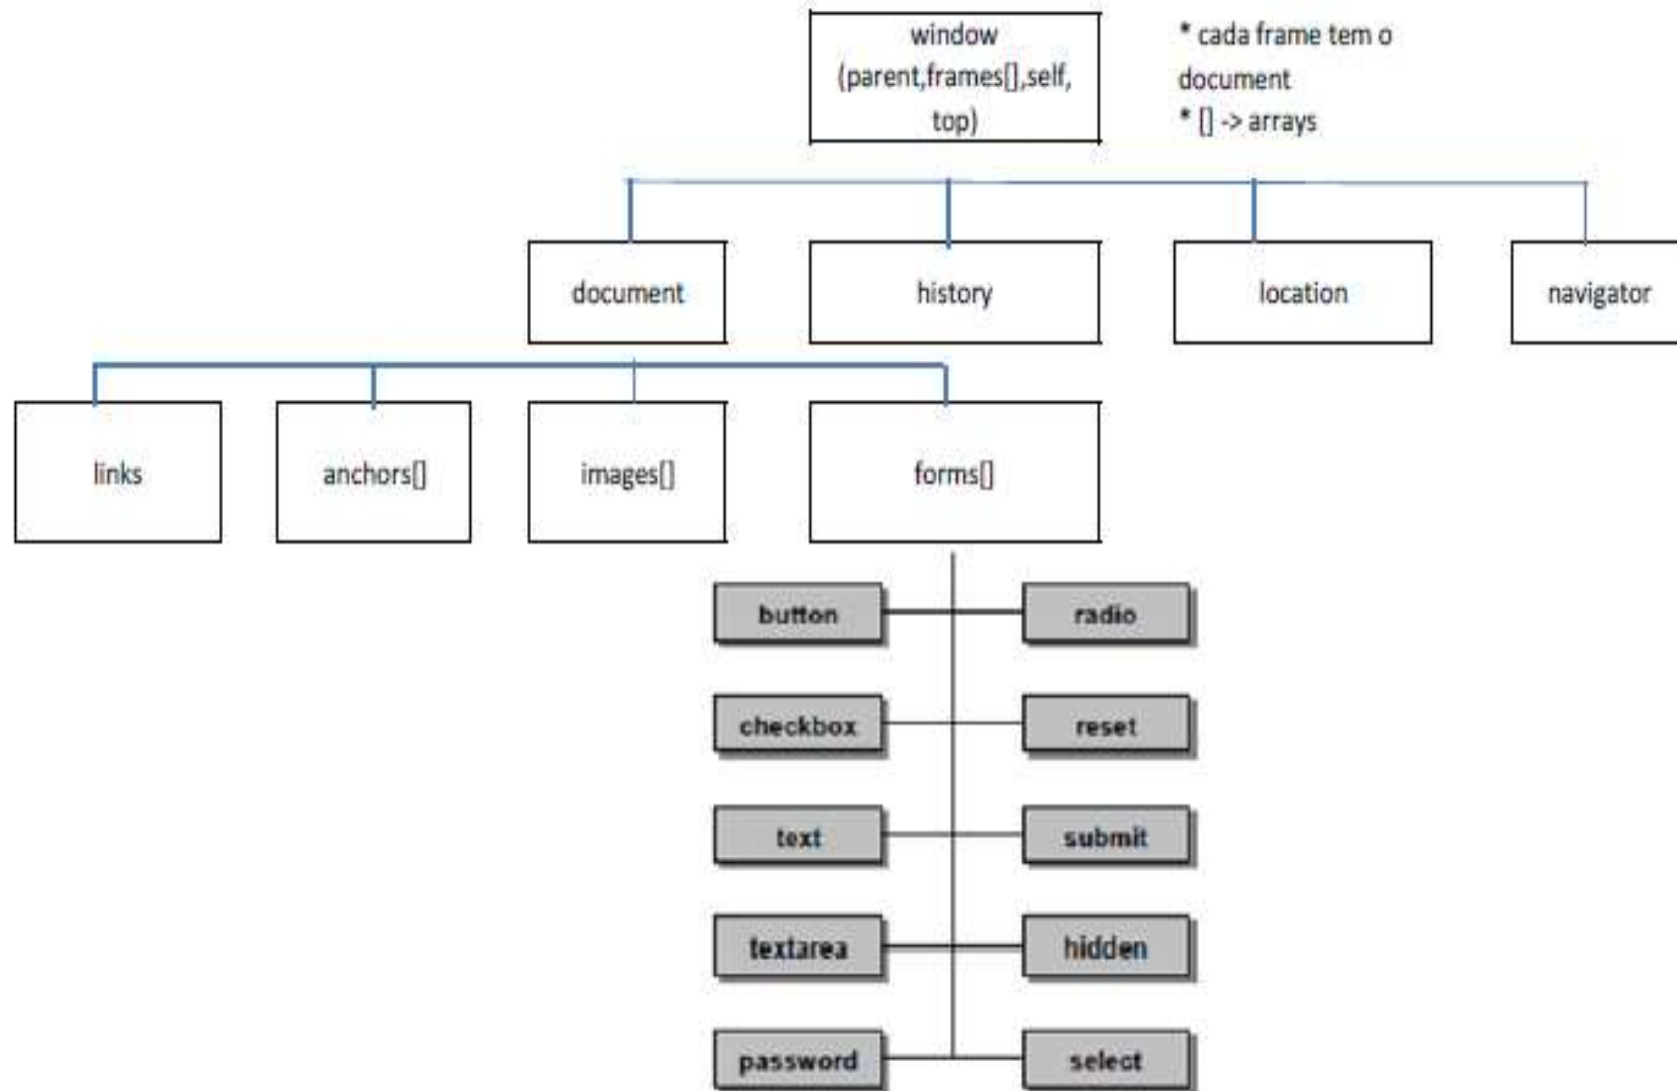 window
(parent,frames[],self,
top)
* cada frame tem o
document
* [] -> arrays
document
history
location
navigator
links
anchors[]
images[]
forms[]
button
radio
checkbox
reset
text
submit
textarea
hidden
password
select